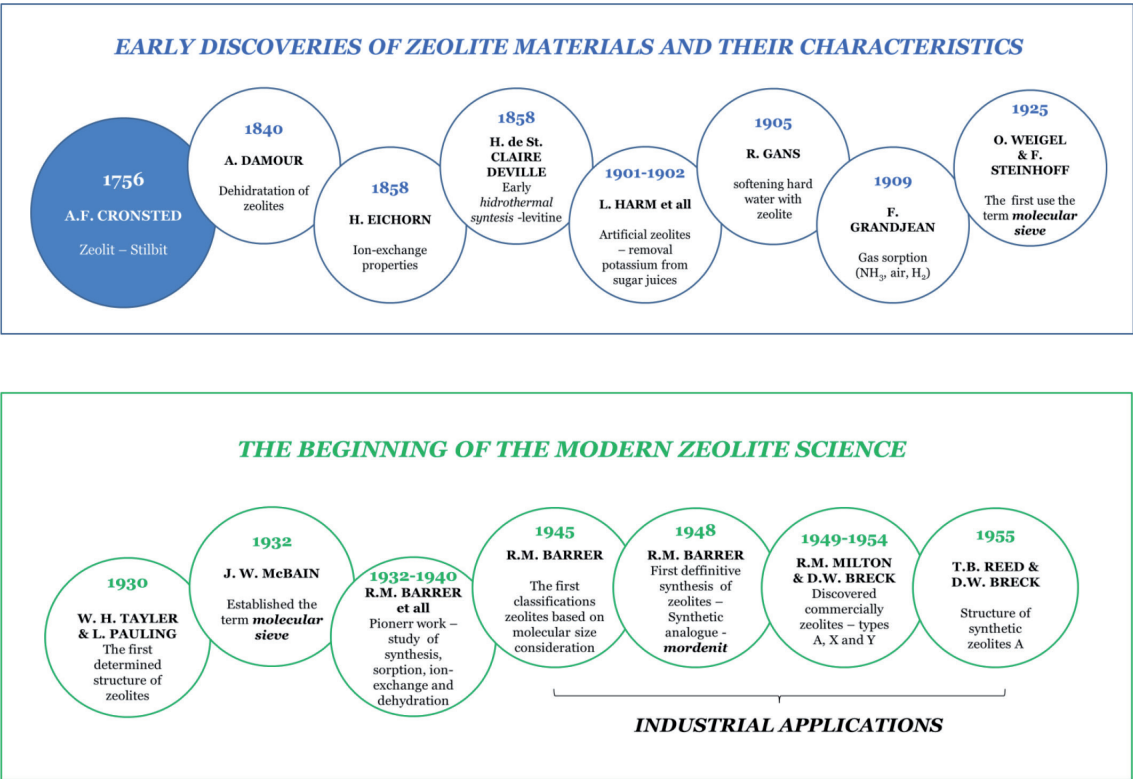 EARLY DISCOVERIES OF ZEOLITE MATERIALS AND THEIR CHARACTERISTICS
1756
A.F. CRONSTED
Zeolit – Stilbit
1840
A. DAMOUR
Dehidratation of
zeolites
1858
H. EICHORN
Ion-exchange
properties
1858
H. de St.
CLAIRE
DEVILLE
Early
hidrothermal
syntesis -levitine
1901-1902
L. HARM et all
Artificial zeolites
– removal
potassium from
sugar juices
1905
R. GANS
softening hard
water with
zeolite
1909
F.
GRANDJEAN
Gas sorption
(NH₃, air, H₂)
1925
O. WEIGEL
& F.
STEINHOFF
The first use the
term molecular
sieve
THE BEGINNING OF THE MODERN ZEOLITE SCIENCE
1930
W. H. TAYLER
& L. PAULING
The first
determined
structure of
zeolites
1932
J. W. McBAIN
Established the
term molecular
sieve
1932-1940
R.M. BARRER
et all
Pionerr work –
study of
synthesis,
sorption, ion-
exchange and
dehydration
1945
R.M. BARRER
The first
classifications
zeolites based on
molecular size
consideration
1948
R.M. BARRER
First deffinitive
synthesis of
zeolites –
Synthetic
analogue -
mordenit
1949-1954
R.M. MILTON
& D.W. BRECK
Discovered
commercially
zeolites – types
A, X and Y
1955
T.B. REED &
D.W. BRECK
Structure of
synthetic
zeolites A
INDUSTRIAL APPLICATIONS